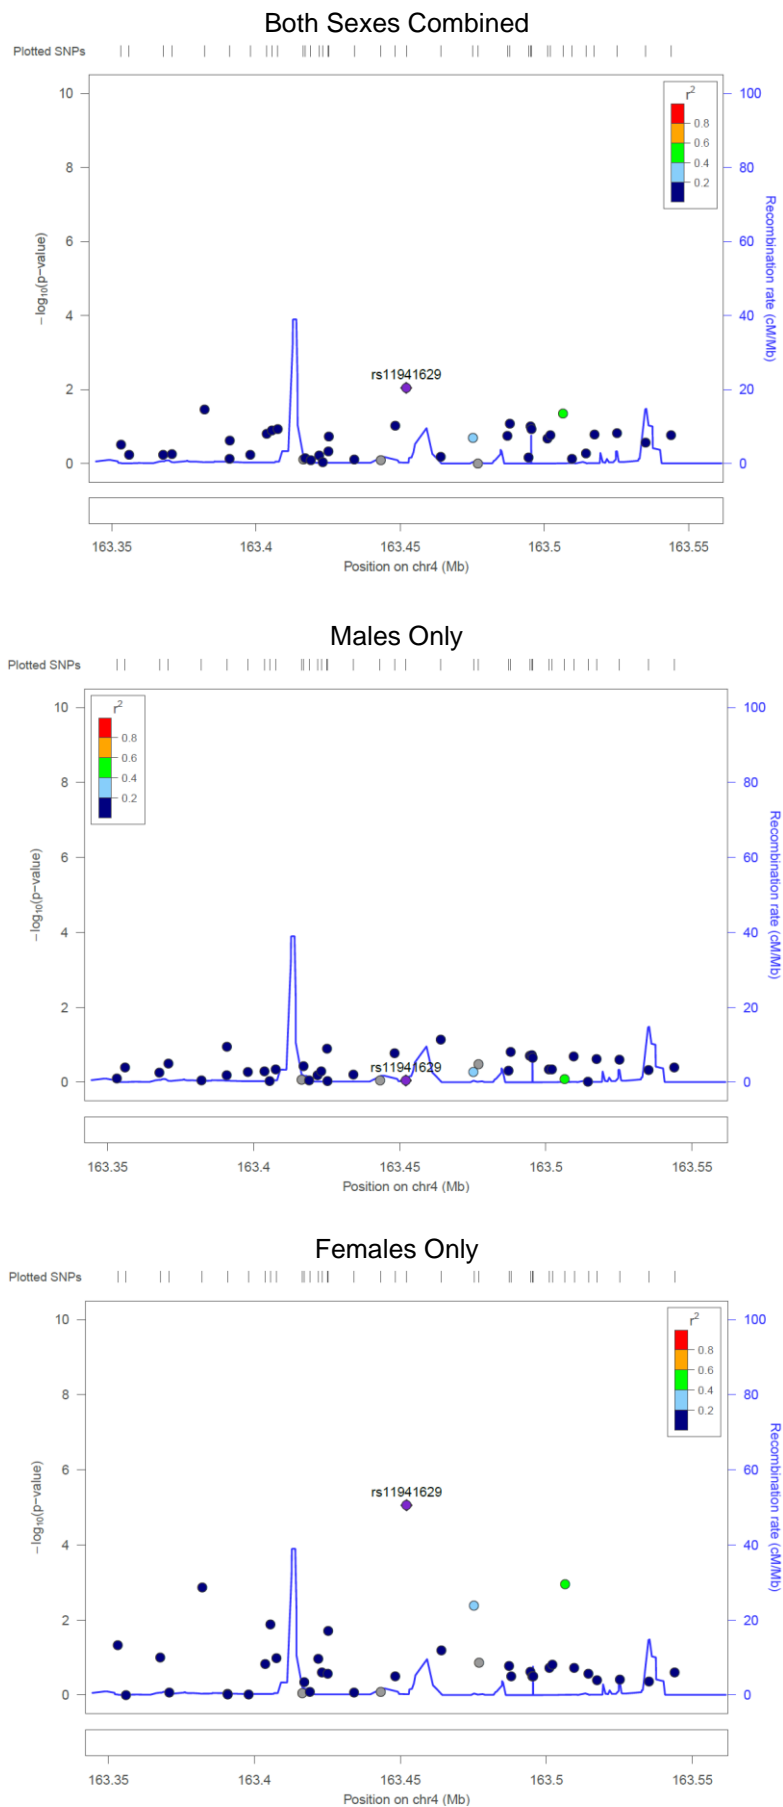 Both Sexes Combined
Plotted SNPs
10
8
6
4
2
0
−log10(p−value)
100
80
60
40
20
0
Recombination rate (cM/Mb)
r2
0.8
0.6
0.4
0.2
rs11941629
163.35 163.4 163.45 163.5 163.55
Position on chr4 (Mb)
Males Only
Plotted SNPs
10
8
6
4
2
0
−log10(p−value)
100
80
60
40
20
0
Recombination rate (cM/Mb)
r2
0.8
0.6
0.4
0.2
rs11941629
163.35 163.4 163.45 163.5 163.55
Position on chr4 (Mb)
Females Only
Plotted SNPs
10
8
6
4
2
0
−log10(p−value)
100
80
60
40
20
0
Recombination rate (cM/Mb)
r2
0.8
0.6
0.4
0.2
rs11941629
163.35 163.4 163.45 163.5 163.55
Position on chr4 (Mb)